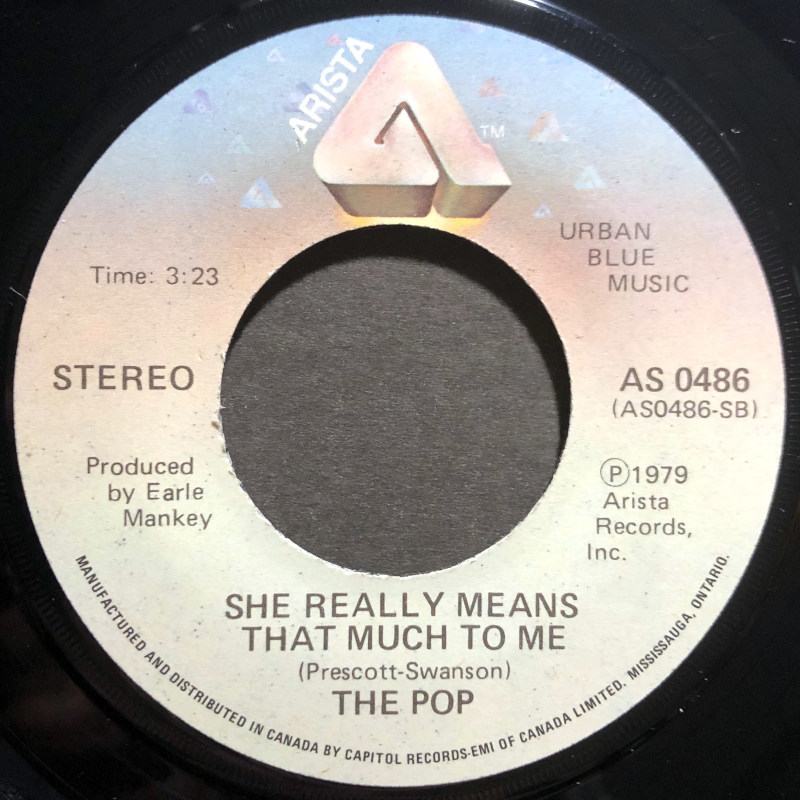 ARISTA
TM
URBAN
BLUE
MUSIC
Time: 3:23
STEREO
AS 0486
(AS0486-SB)
Produced
by Earle
Mankey
Ⓟ1979
Arista
Records,
Inc.
SHE REALLY MEANS
THAT MUCH TO ME
(Prescott-Swanson)
THE POP
MANUFACTURED AND DISTRIBUTED IN CANADA BY CAPITOL RECORDS-EMI OF CANADA LIMITED. MISSISSAUGA, ONTARIO.